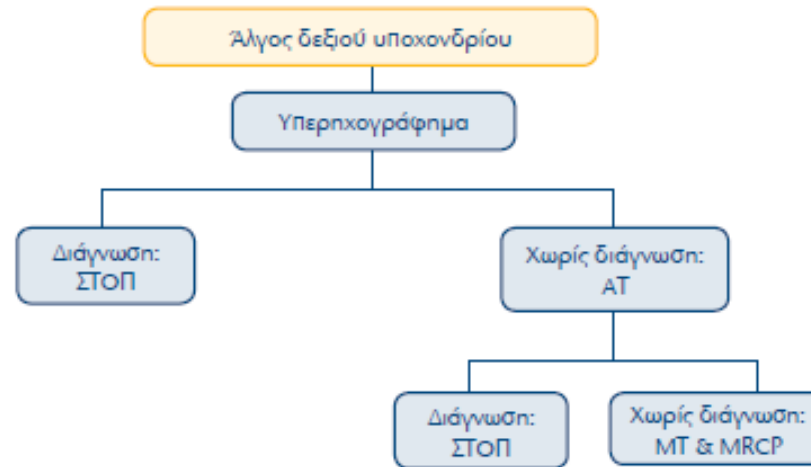 Άλγος δεξιού υποχονδρίου
Υπερηχογράφημα
Διάγνωση:
ΣΤΟΠ
Χωρίς διάγνωση:
ΑΤ
Διάγνωση:
ΣΤΟΠ
Χωρίς διάγνωση:
ΜΤ & MRCP